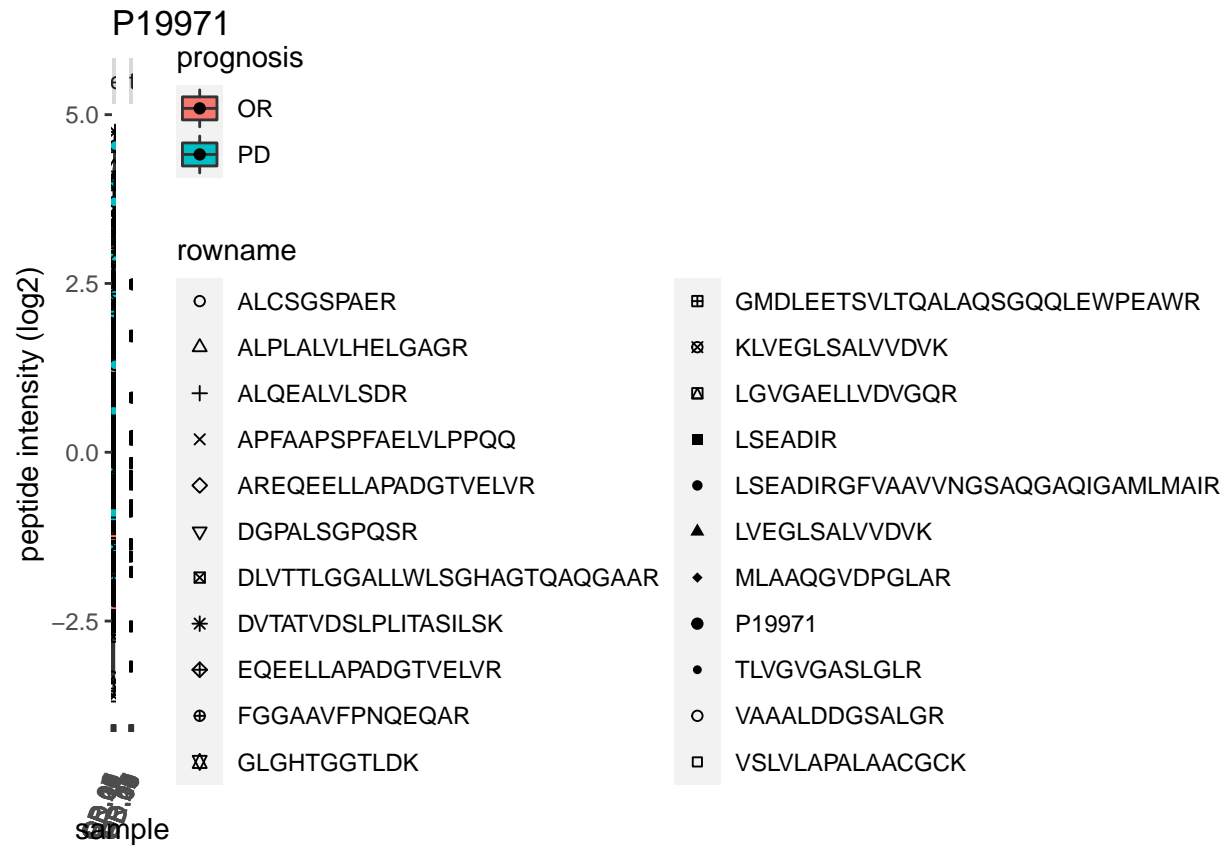 P19971
prognosis
OR
PD
5.0
2.5
0.0
−2.5
peptide intensity (log2)
rowname
ALCSGSPAER
ALPLALVLHELGAGR
ALQEALVLSDR
APFAAPSPFAELVLPPQQ
AREQEELLAPADGTVELVR
DGPALSGPQSR
DLVTTLGGALLWLSGHAGTQAQGAAR
DVTATVDSLPLITASILSK
EQEELLAPADGTVELVR
FGGAAVFPNQEQAR
GLGHTGGTLDK
GMDLEETSVLTQALAQSGQQLEWPEAWR
KLVEGLSALVVDVK
LGVGAELLVDVGQR
LSEADIR
LSEADIRGFVAAVVNGSAQGAQIGAMLMAIR
LVEGLSALVVDVK
MLAAQGVDPGLAR
P19971
TLVGVGASLGLR
VAAALDDGSALGR
VSLVLAPALAACGCK
sample